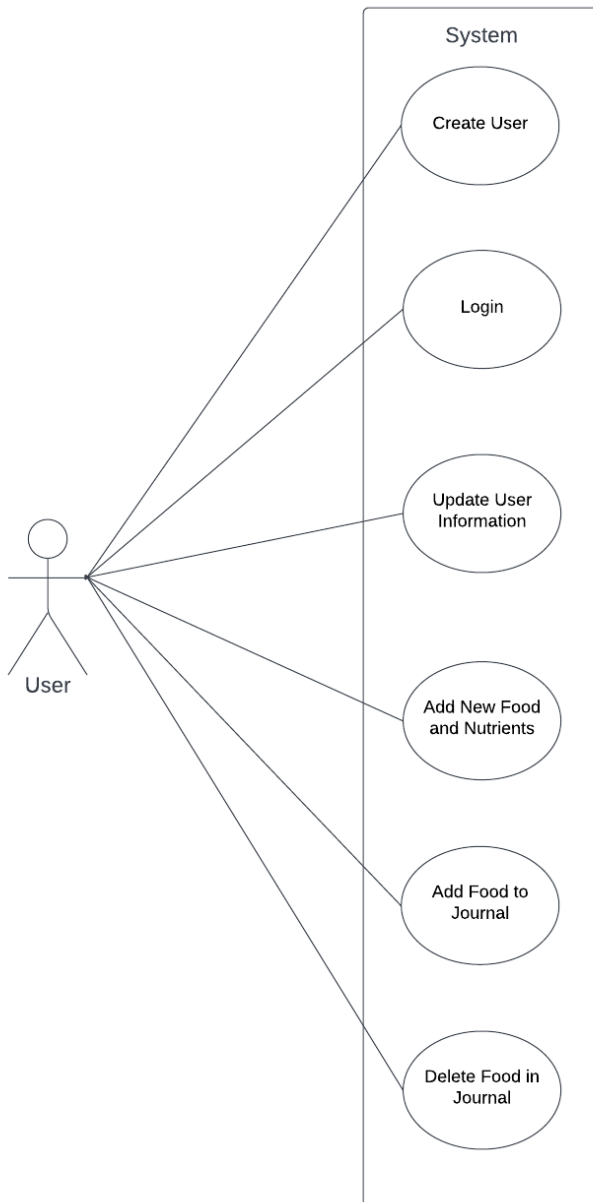 System
Create User
Login
Update User
Information
User
Add New Food
and Nutrients
Add Food to
Journal
Delete Food in
Journal